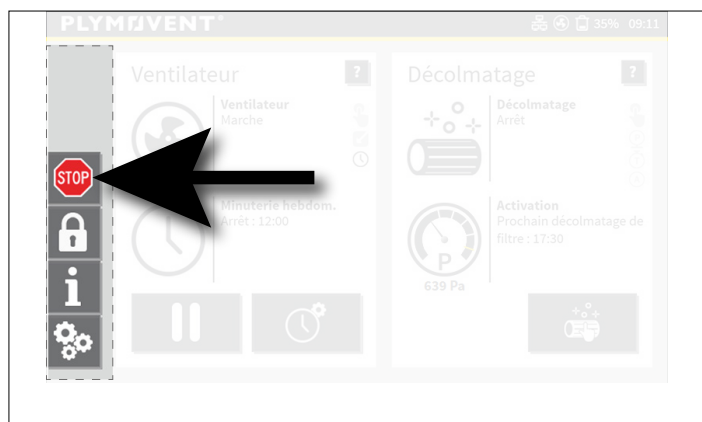 PLYMOVENT®
35% 09:11
Ventilateur
?
Ventilateur
Marche
Minuterie hebdom.
Arrêt : 12:00
Décolmatage
?
Décolmatage
Arrêt
Activation
Prochain décolmatage de
filtre : 17:30
P
639 Pa
STOP
i